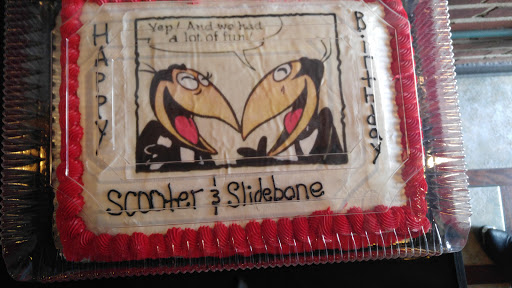 HAPPY
Yep! And we had
a lot of fun!
Birthday
Scooter & Slidebone